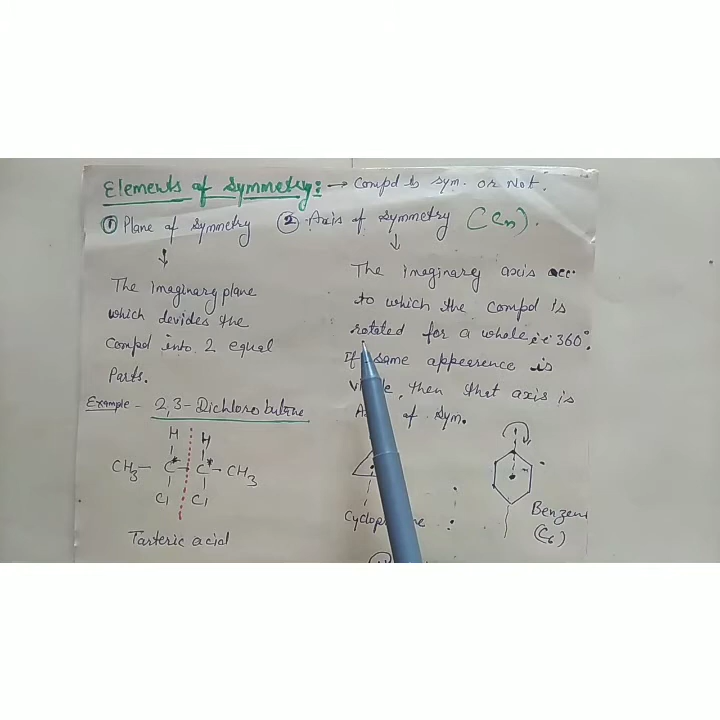 Elements of Symmetry: → Compd is sym. or Not.
① Plane of Symmetry
↓
The Imaginary plane
which devides the
Compd into 2 equal
Parts.
Example - 2,3-Dichloro butane
H H
CH3 - C* - C* - CH3
Cl Cl
Tarteric acid
② Axis of Symmetry (Cn).
↓
The imaginary axis acc.
to which the compd is
rotated for a whole i.e 360°.
If same appearence is
then that axis is
of Sym.
Benzene
(C6)